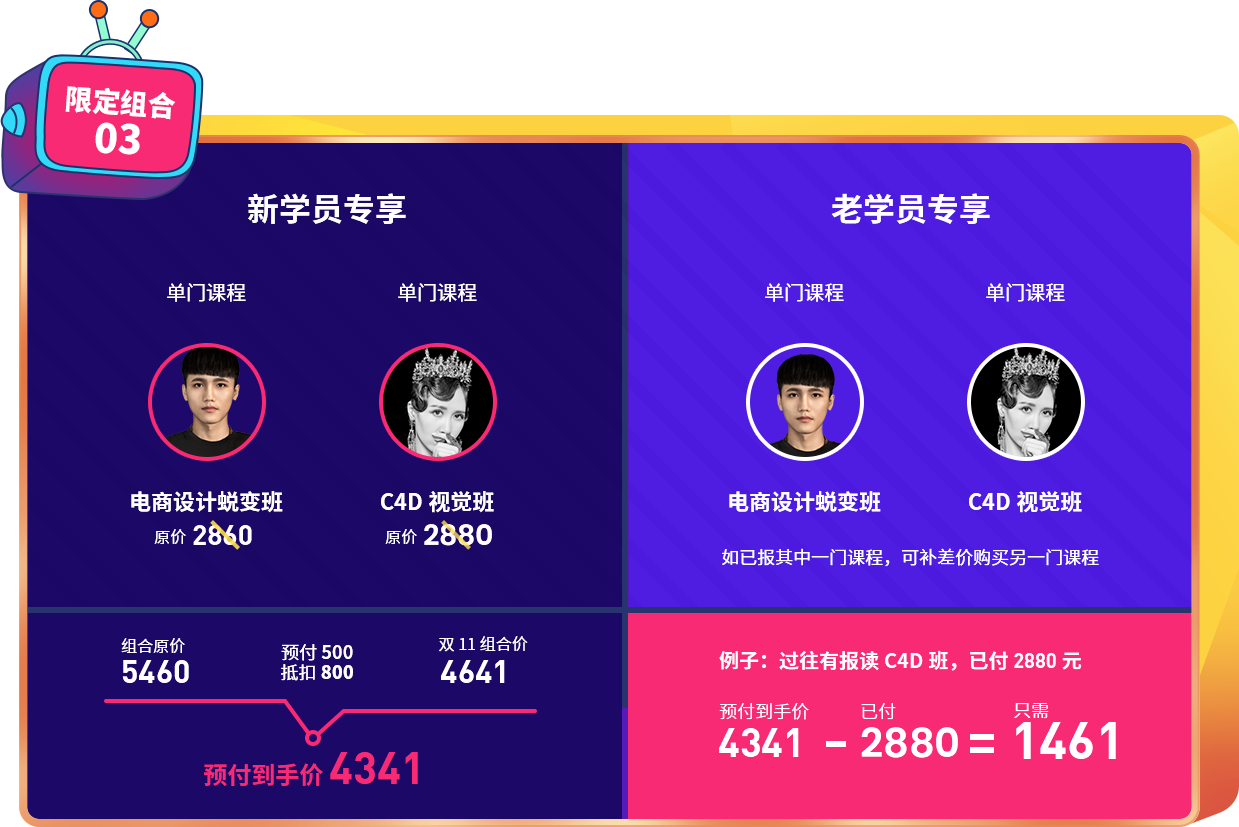 限定组合
03
新学员专享
单门课程
单门课程
电商设计蜕变班
原价 2860
C4D 视觉班
原价 2880
组合原价
5460
预付 500
抵扣 800
双 11 组合价
4641
预付到手价 4341
老学员专享
单门课程
单门课程
电商设计蜕变班
C4D 视觉班
如已报其中一门课程，可补差价购买另一门课程
例子：过往有报读 C4D 班，已付 2880 元
预付到手价
已付
只需
4341 - 2880 = 1461